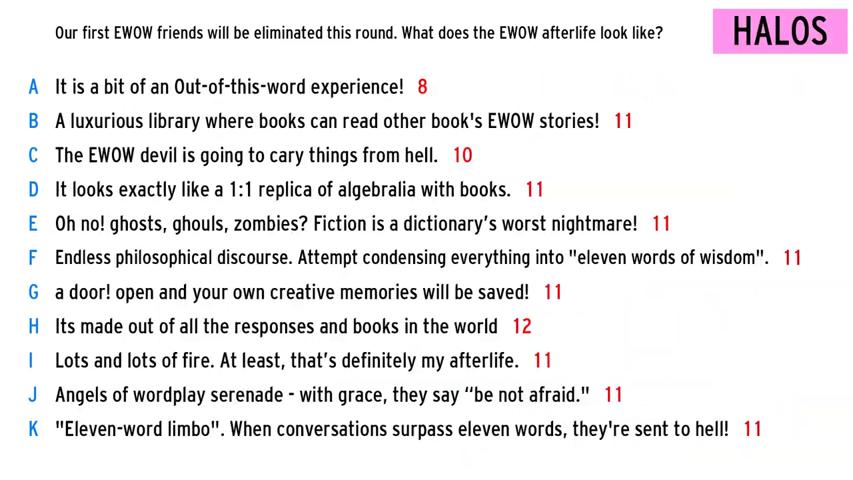 Our first EWOW friends will be eliminated this round. What does the EWOW afterlife look like?
HALOS
A It is a bit of an Out-of-this-word experience! 8
B A luxurious library where books can read other book's EWOW stories! 11
C The EWOW devil is going to cary things from hell. 10
D It looks exactly like a 1:1 replica of algebralia with books. 11
E Oh no! ghosts, ghouls, zombies? Fiction is a dictionary’s worst nightmare! 11
F Endless philosophical discourse. Attempt condensing everything into "eleven words of wisdom". 11
G a door! open and your own creative memories will be saved! 11
H Its made out of all the responses and books in the world 12
I Lots and lots of fire. At least, that’s definitely my afterlife. 11
J Angels of wordplay serenade - with grace, they say “be not afraid." 11
K "Eleven-word limbo". When conversations surpass eleven words, they're sent to hell! 11